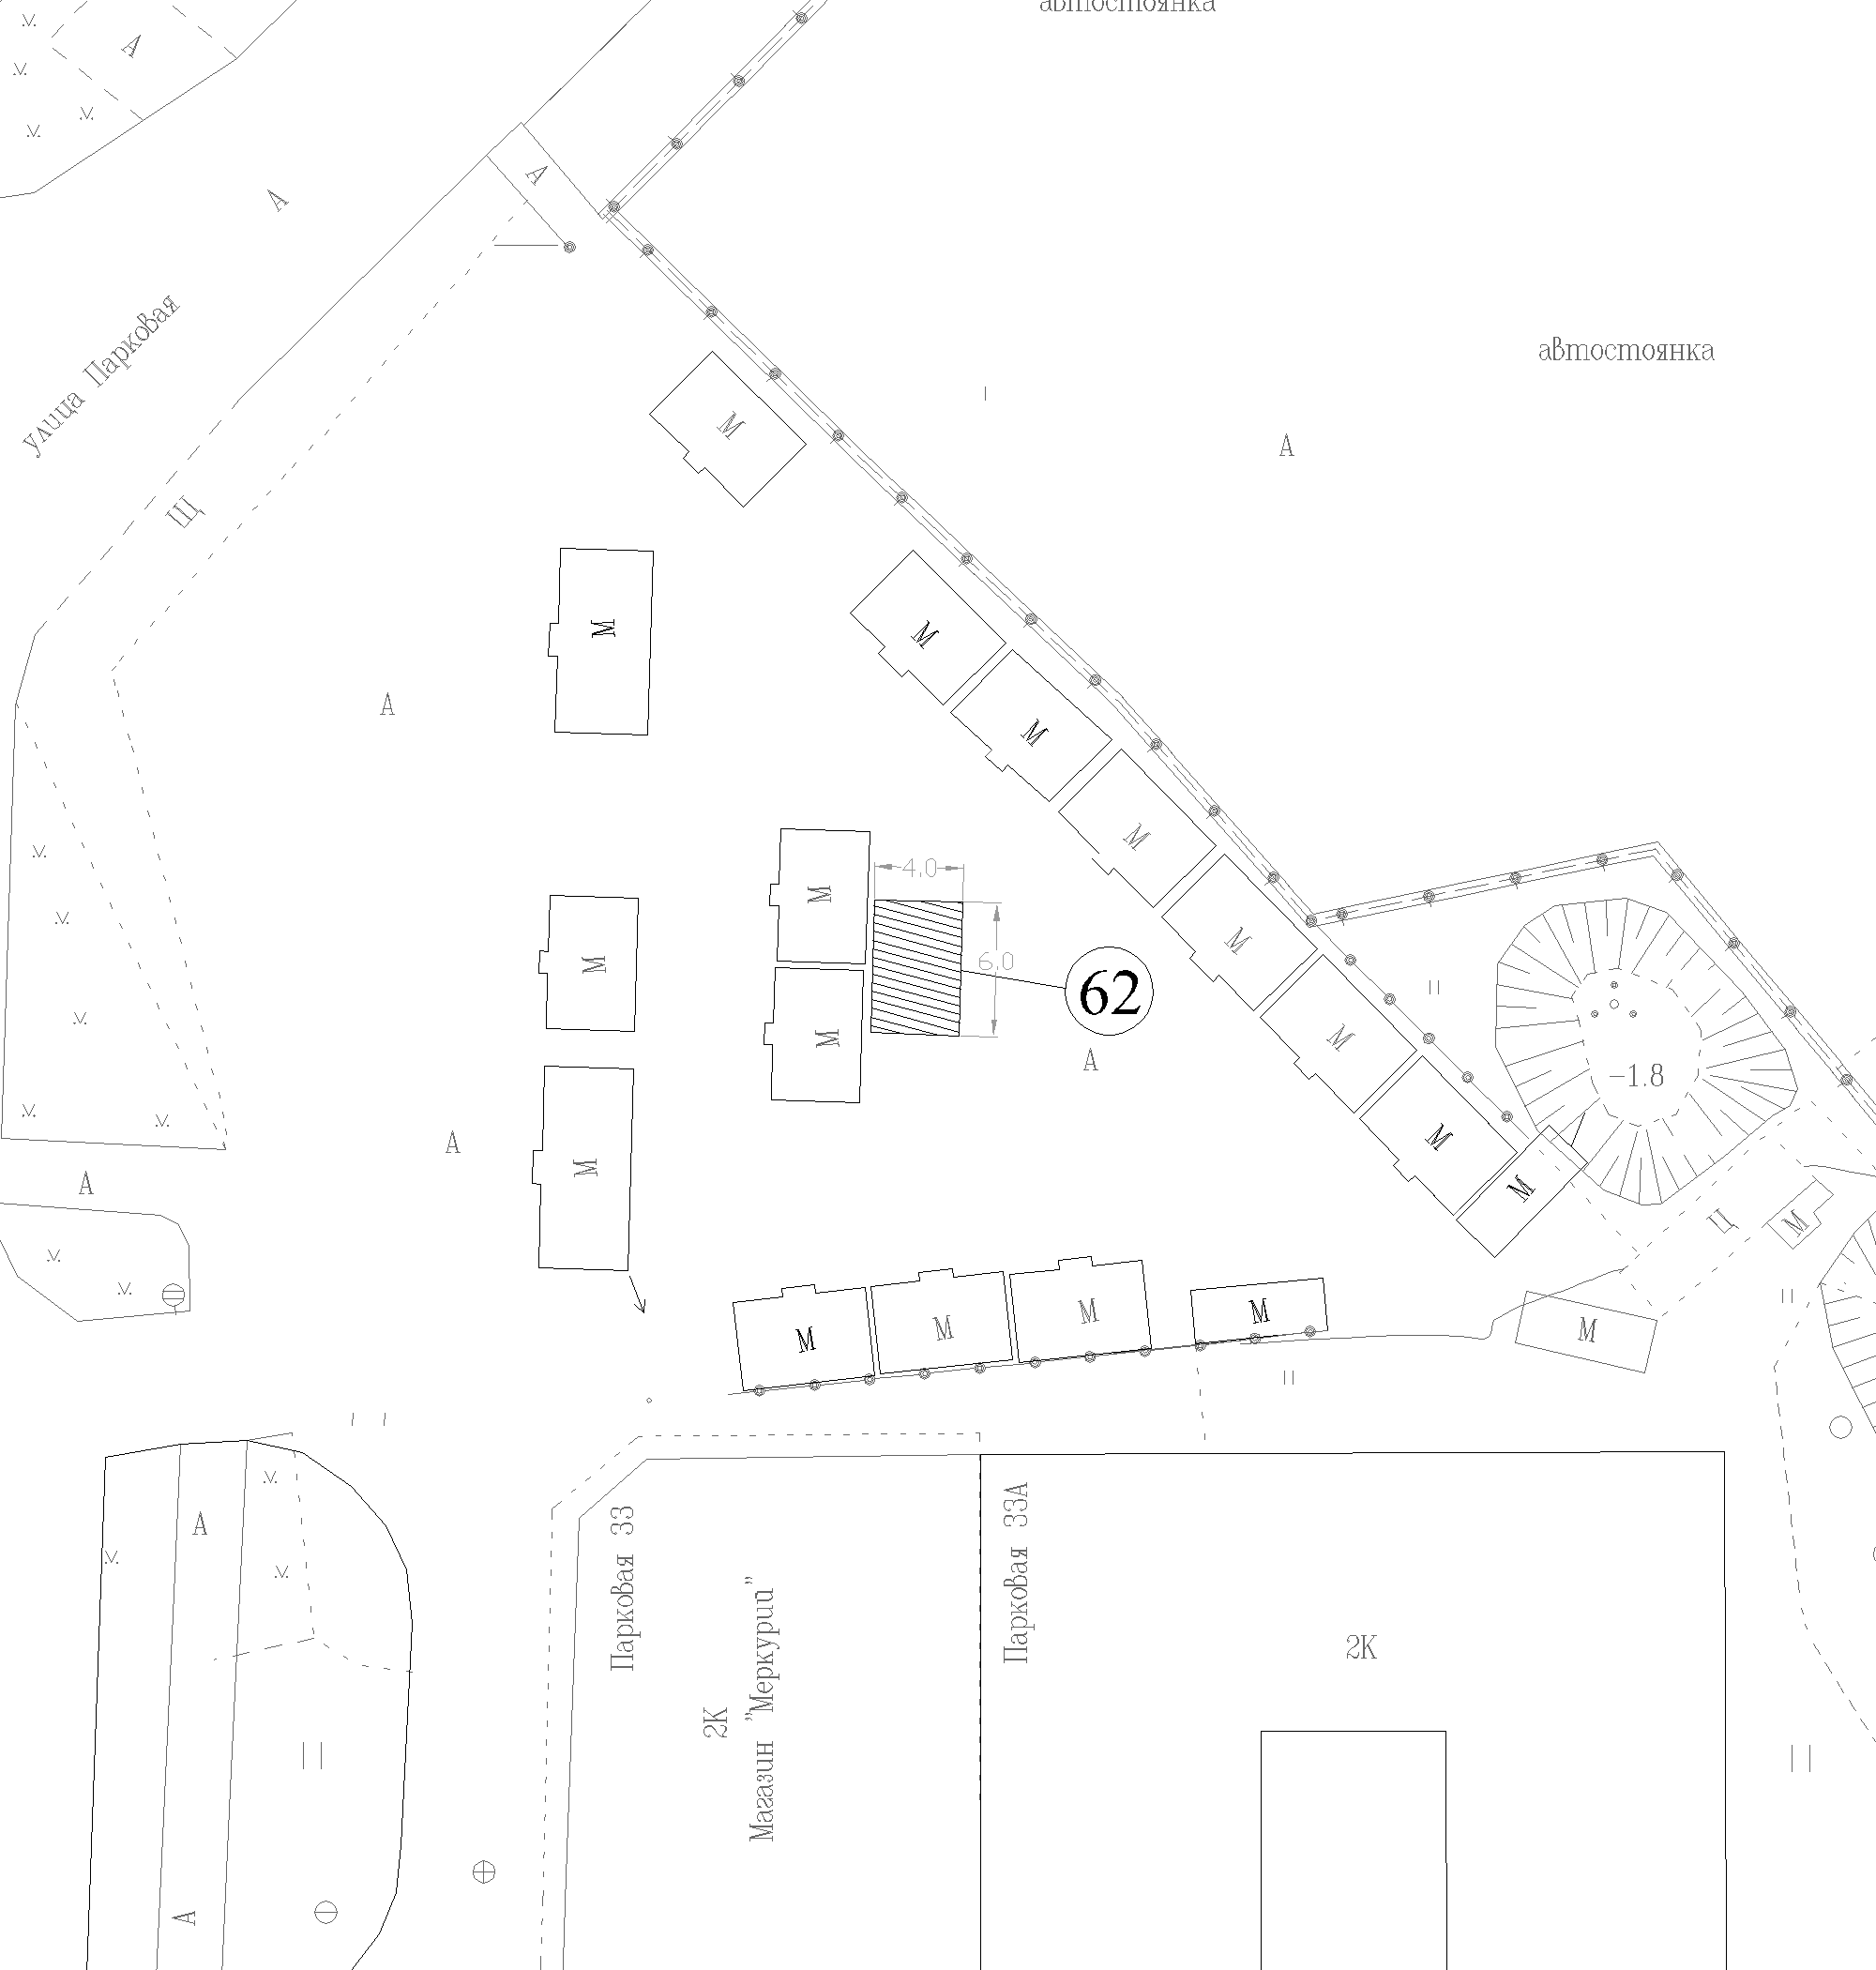 автостоянка
А
А
А
улица Парковая
автостоянка
М
А
Щ
М
М
А
М
М
4,0
М
М
М
6,0
62
М
М
А
М
-1.8
А
М
М
А
М
М
Ц
М
М
М
М
М
М
А
Парковая 33
Парковая 33А
2К
2К
Магазин "Меркурий"
А